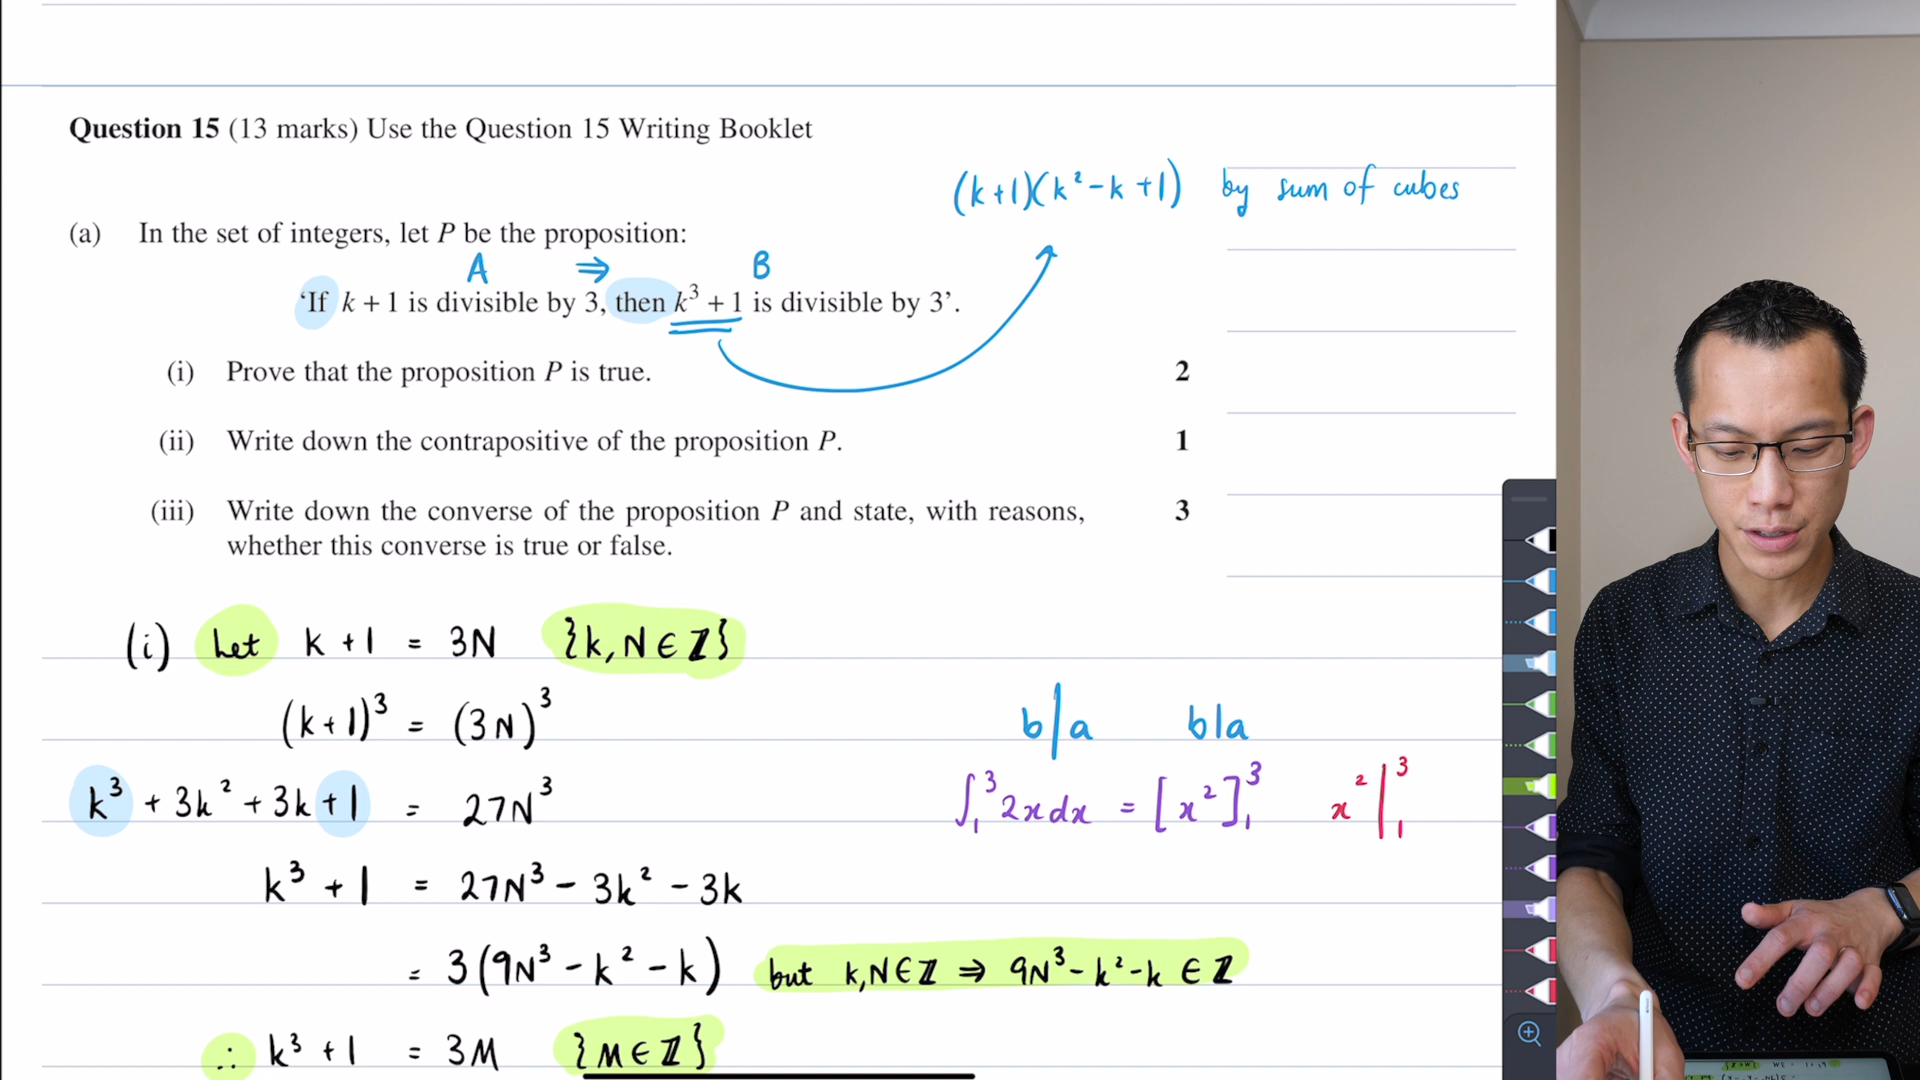 Question 15 (13 marks) Use the Question 15 Writing Booklet
(k+1)(k²-k+1) by sum of cubes
(a) In the set of integers, let P be the proposition:
A ⇒ B
‘If k + 1 is divisible by 3, then k³ + 1 is divisible by 3’.
(i) Prove that the proposition P is true. 2
(ii) Write down the contrapositive of the proposition P. 1
(iii) Write down the converse of the proposition P and state, with reasons, 3
whether this converse is true or false.
(i) Let k + 1 = 3N {k, N ∈ ℤ}
(k + 1)³ = (3N)³
b|a b|a
k³ + 3k² + 3k + 1 = 27N³
∫₁³ 2x dx = [x²]₁³ x²|₁³
k³ + 1 = 27N³ - 3k² - 3k
= 3(9N³ - k² - k) but k, N ∈ ℤ ⇒ 9N³ - k² - k ∈ ℤ
∴ k³ + 1 = 3M {M ∈ ℤ}